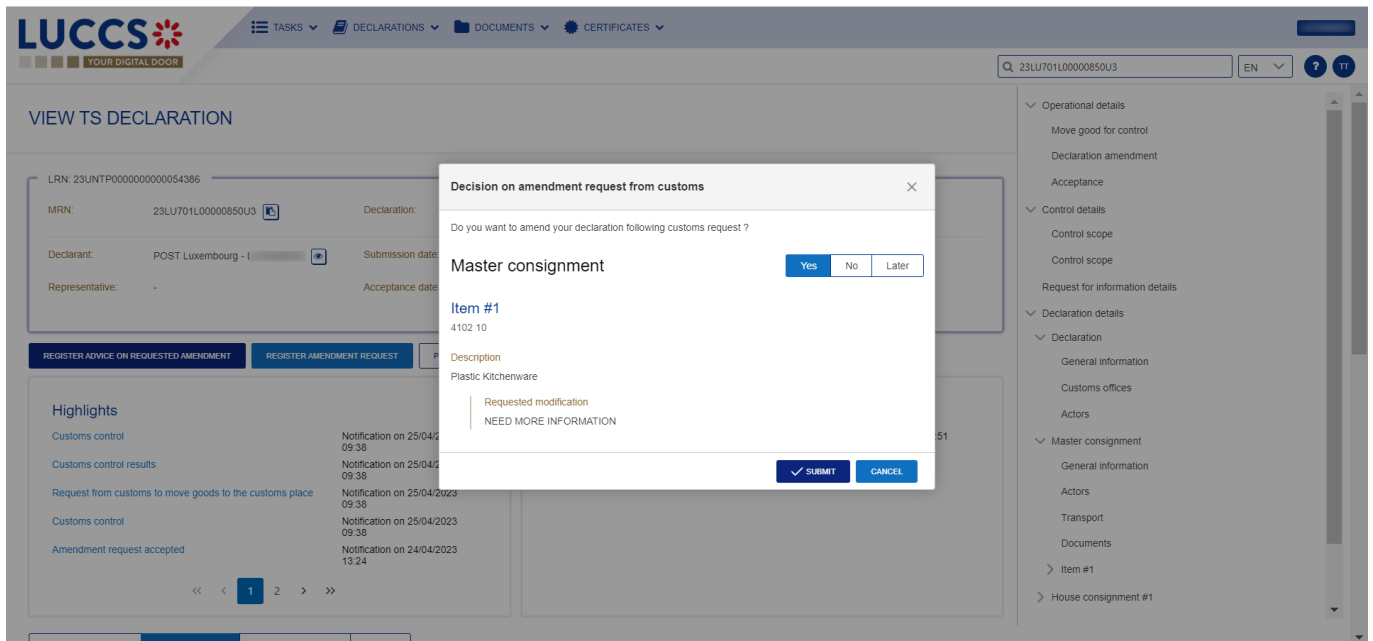 LUCCS
YOUR DIGITAL DOOR
TASKS
DECLARATIONS
DOCUMENTS
CERTIFICATES
23LU701L00000850U3
EN
?
TT
VIEW TS DECLARATION
LRN: 23UNTP0000000000054386
MRN:
23LU701L00000850U3
Declaration:
Declarant:
POST Luxembourg - L
Submission date
Representative:
-
Acceptance date
REGISTER ADVICE ON REQUESTED AMENDMENT
REGISTER AMENDMENT REQUEST
P
Highlights
Customs control
Notification on 25/04/2
09:38
Customs control results
Notification on 25/04/2
09:38
Request from customs to move goods to the customs place
Notification on 25/04/2023
09:38
Customs control
Notification on 25/04/2023
09:38
Amendment request accepted
Notification on 24/04/2023
13:24
« ‹ 1 2 › »
:51
Decision on amendment request from customs
Do you want to amend your declaration following customs request ?
Master consignment
Yes
No
Later
Item #1
4102 10
Description
Plastic Kitchenware
Requested modification
NEED MORE INFORMATION
SUBMIT
CANCEL
Operational details
Move good for control
Declaration amendment
Acceptance
Control details
Control scope
Control scope
Request for information details
Declaration details
Declaration
General information
Customs offices
Actors
Master consignment
General information
Actors
Transport
Documents
Item #1
House consignment #1